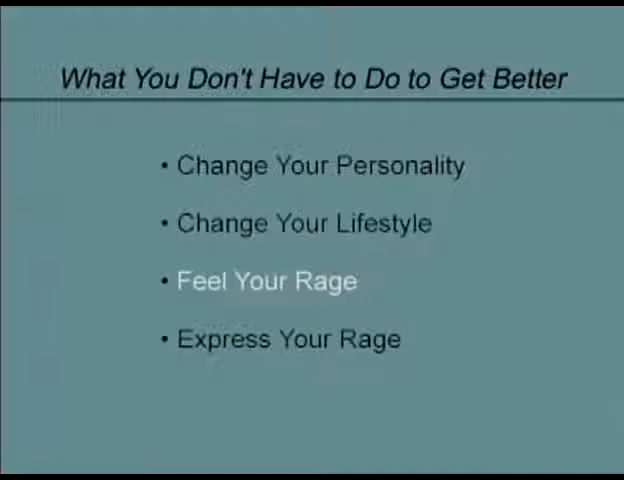 What You Don't Have to Do to Get Better
• Change Your Personality
• Change Your Lifestyle
• Feel Your Rage
• Express Your Rage